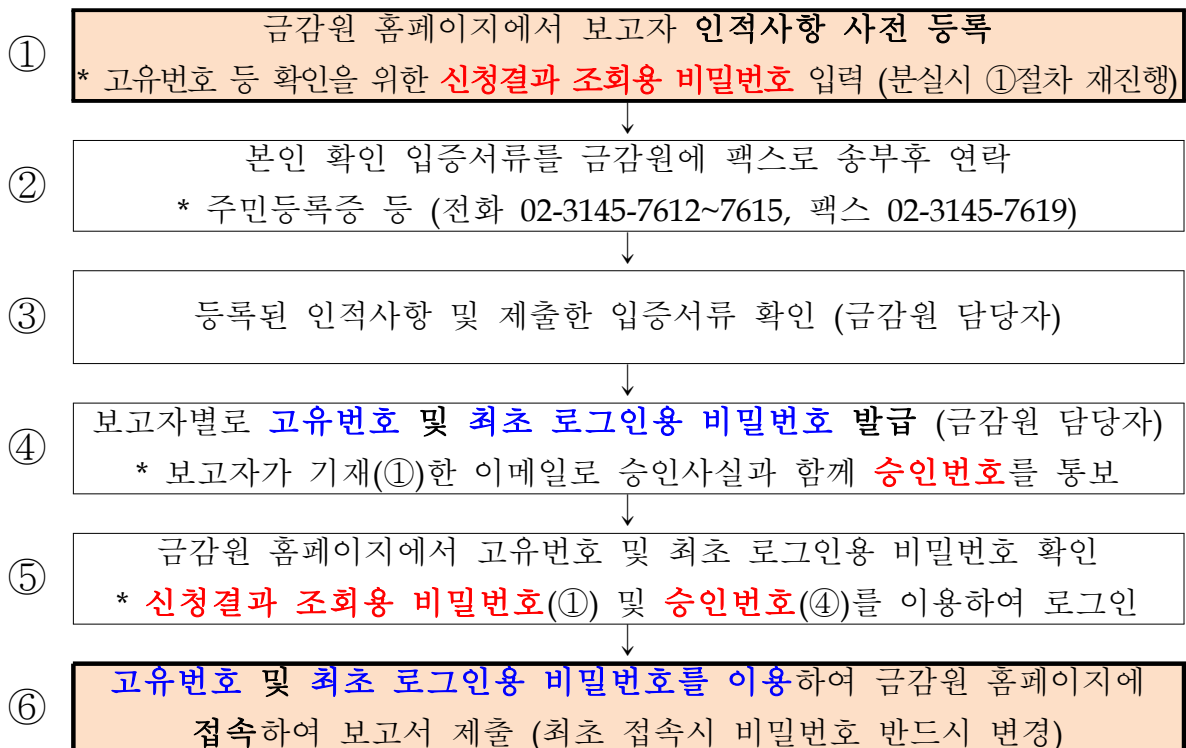 ① 금감원 홈페이지에서 보고자 인적사항 사전 등록
* 고유번호 등 확인을 위한 신청결과 조회용 비밀번호 입력 (분실시 ①절차 재진행)
② 본인 확인 입증서류를 금감원에 팩스로 송부후 연락
* 주민등록증 등 (전화 02-3145-7612~7615, 팩스 02-3145-7619)
③ 등록된 인적사항 및 제출한 입증서류 확인 (금감원 담당자)
④ 보고자별로 고유번호 및 최초 로그인용 비밀번호 발급 (금감원 담당자)
* 보고자가 기재(①)한 이메일로 승인사실과 함께 승인번호를 통보
⑤ 금감원 홈페이지에서 고유번호 및 최초 로그인용 비밀번호 확인
* 신청결과 조회용 비밀번호(①) 및 승인번호(④)를 이용하여 로그인
⑥ 고유번호 및 최초 로그인용 비밀번호를 이용하여 금감원 홈페이지에
접속하여 보고서 제출 (최초 접속시 비밀번호 반드시 변경)